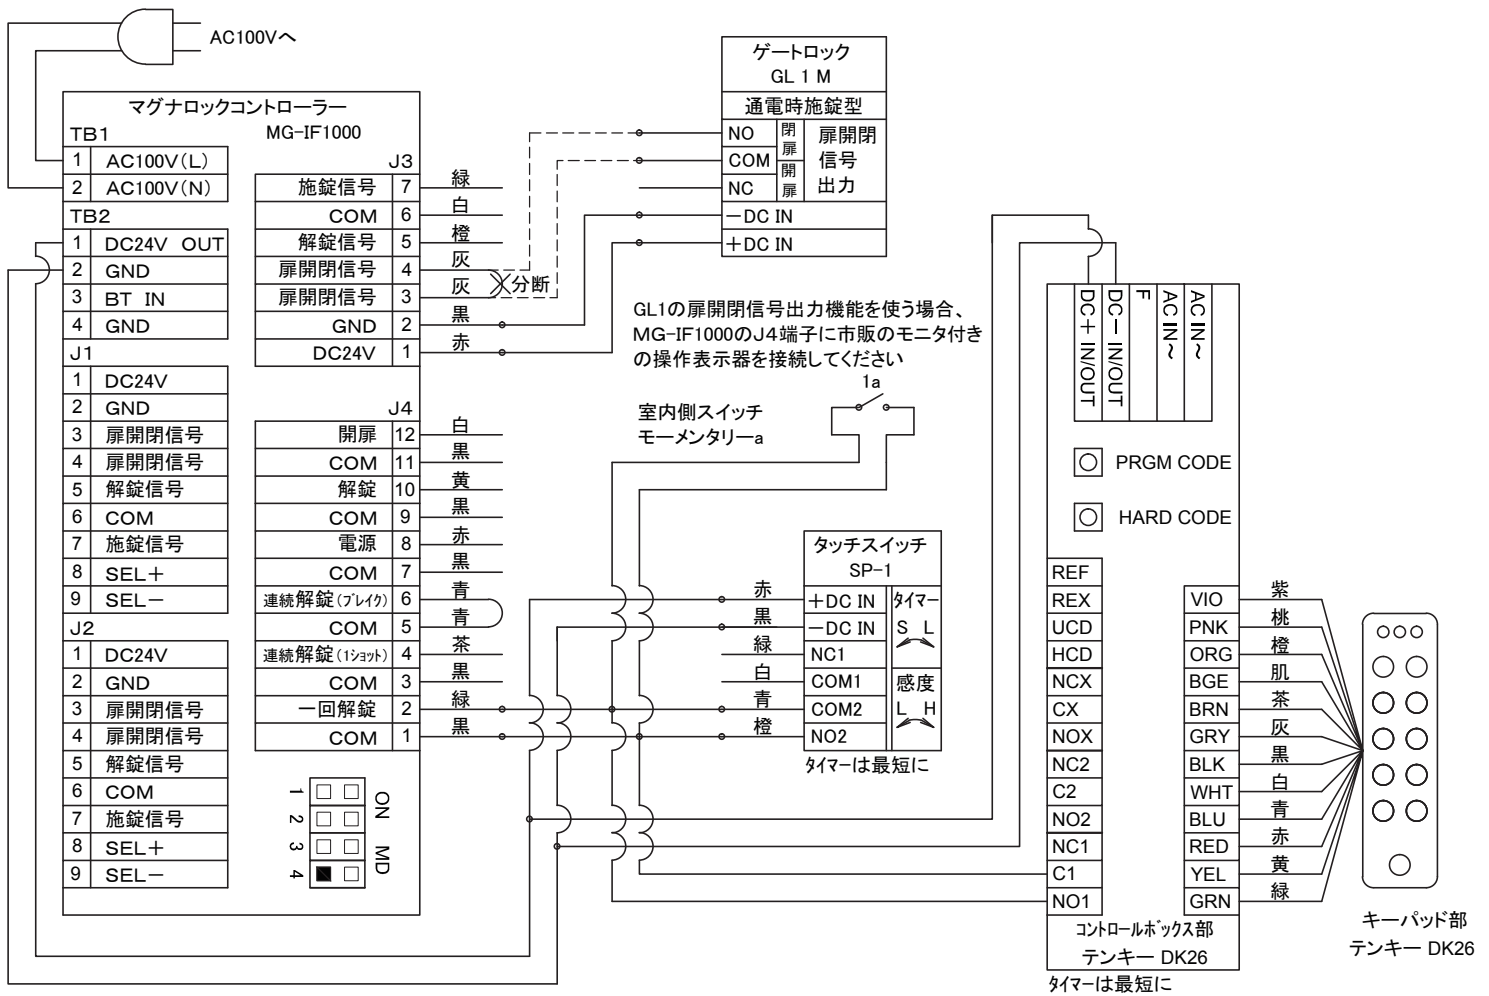 AC100Vへ
マグナロックコントローラー
MG-IF1000
TB1
1 AC100V(L)
2 AC100V(N)
TB2
1 DC24V OUT
2 GND
3 BT IN
4 GND
J1
1 DC24V
2 GND
3 扉開閉信号
4 扉開閉信号
5 解錠信号
6 COM
7 施錠信号
8 SEL+
9 SEL-
J2
1 DC24V
2 GND
3 扉開閉信号
4 扉開閉信号
5 解錠信号
6 COM
7 施錠信号
8 SEL+
9 SEL-
J3
施錠信号 7 緑
COM 6 白
解錠信号 5 橙
扉開閉信号 4 灰
扉開閉信号 3 灰
GND 2 黒
DC24V 1 赤
分断
J4
開扉 12 白
COM 11 黒
解錠 10 黄
COM 9 黒
電源 8 赤
COM 7 黒
連続解錠(ブレイク) 6 青
COM 5 青
連続解錠(1ショット) 4 茶
COM 3 黒
一回解錠 2 緑
COM 1 黒
1 2 3 4
ON MD
ゲートロック
GL 1 M
通電時施錠型
NO
COM
NC
閉扉
開扉
扉開閉
信号
出力
-DC IN
+DC IN
GL1の扉開閉信号出力機能を使う場合、
MG-IF1000のJ4端子に市販のモニタ付き
の操作表示器を接続してください
1a
室内側スイッチ
モーメンタリーa
タッチスイッチ
SP-1
赤 +DC IN
黒 -DC IN
緑 NC1
白 COM1
青 COM2
橙 NO2
タイマー
S L
感度
L H
タイマーは最短に
DC+ IN/OUT
DC- IN/OUT
F
AC IN~
AC IN~
PRGM CODE
HARD CODE
REF
REX
UCD
HCD
NCX
CX
NOX
NC2
C2
NO2
NC1
C1
NO1
VIO 紫
PNK 桃
ORG 橙
BGE 肌
BRN 茶
GRY 灰
BLK 黒
WHT 白
BLU 青
RED 赤
YEL 黄
GRN 緑
コントロールボックス部
テンキー DK26
タイマーは最短に
キーパッド部
テンキー DK26